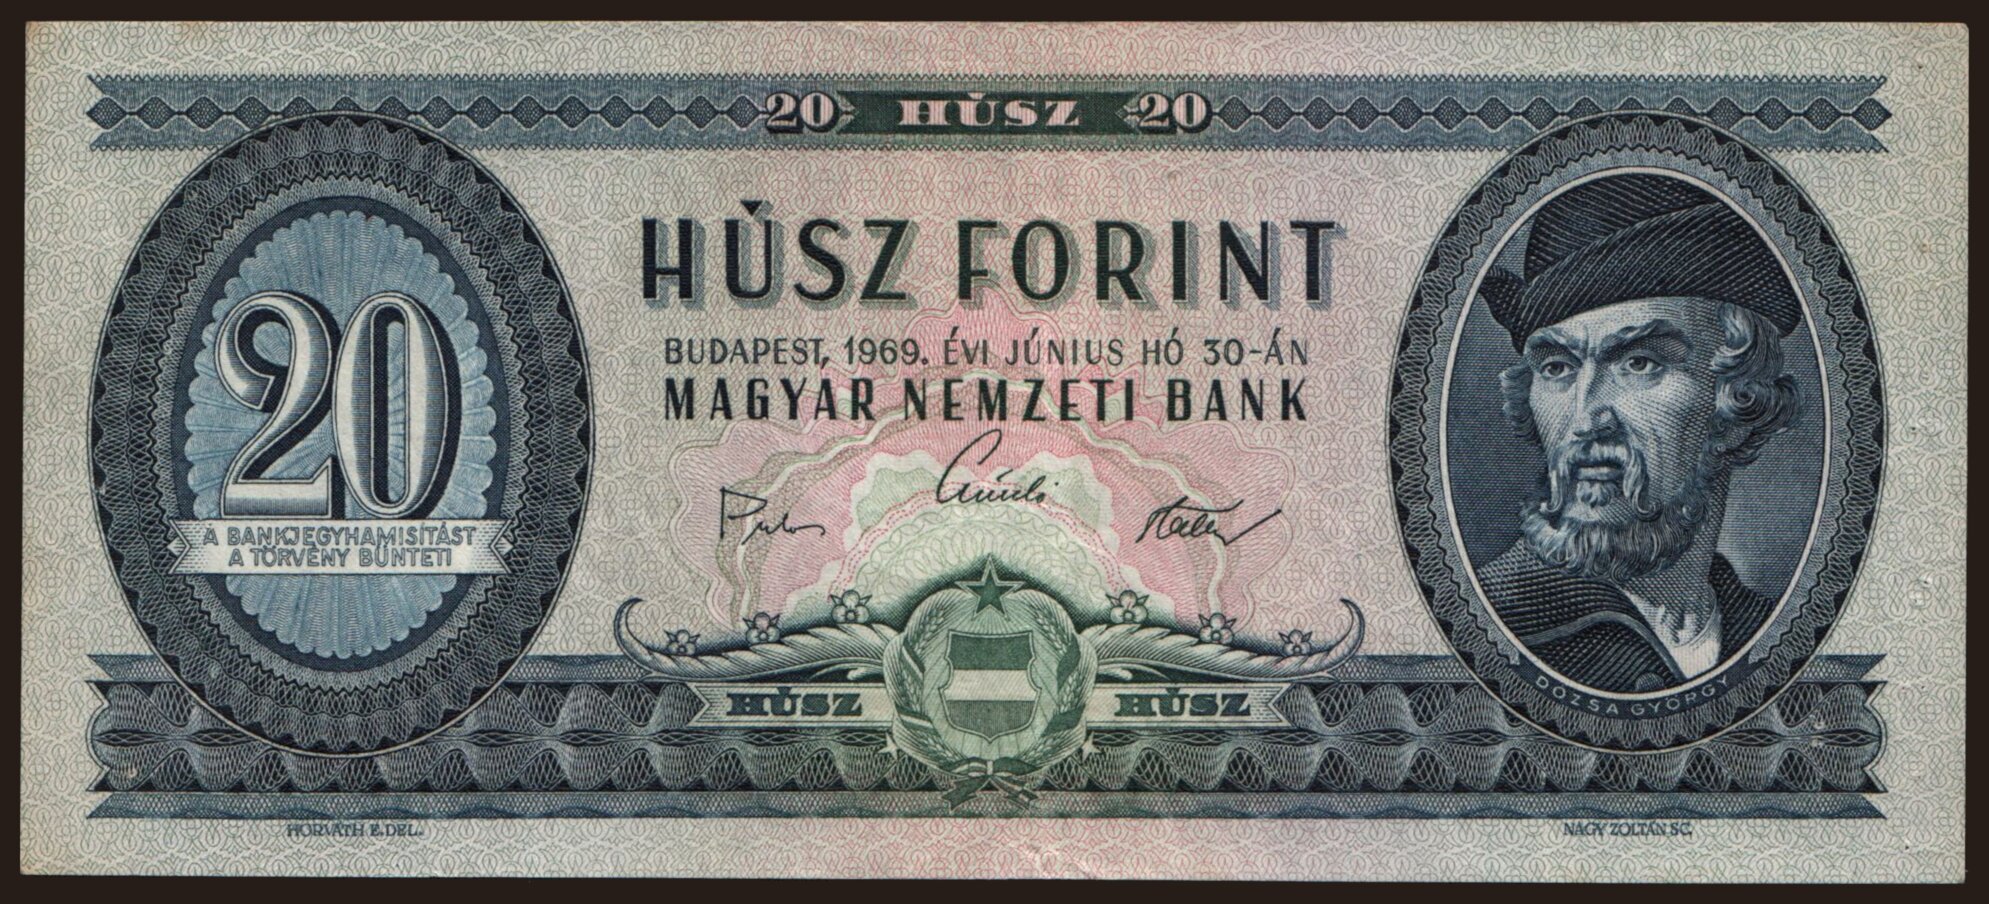 20 HÚSZ 20
HÚSZ FORINT
BUDAPEST, 1969. ÉVI JÚNIUS HÓ 30-ÁN
MAGYAR NEMZETI BANK
20
A BANKJEGYHAMISÍTÁST
A TÖRVÉNY BÜNTETI
HÚSZ HÚSZ
DÓZSA GYÖRGY
HORVÁTH E. DEL.
NAGY ZOLTÁN SC.